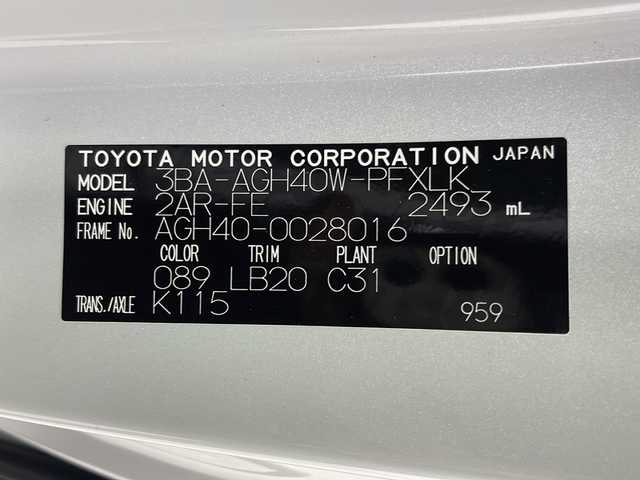 TOYOTA MOTOR CORPORATION JAPAN
MODEL 3BA-AGH40W-PFXLK
ENGINE 2AR-FE 2493 mL
FRAME No. AGH40-0028016
COLOR TRIM PLANT OPTION
089 LB20 C31
TRANS./AXLE K115
959